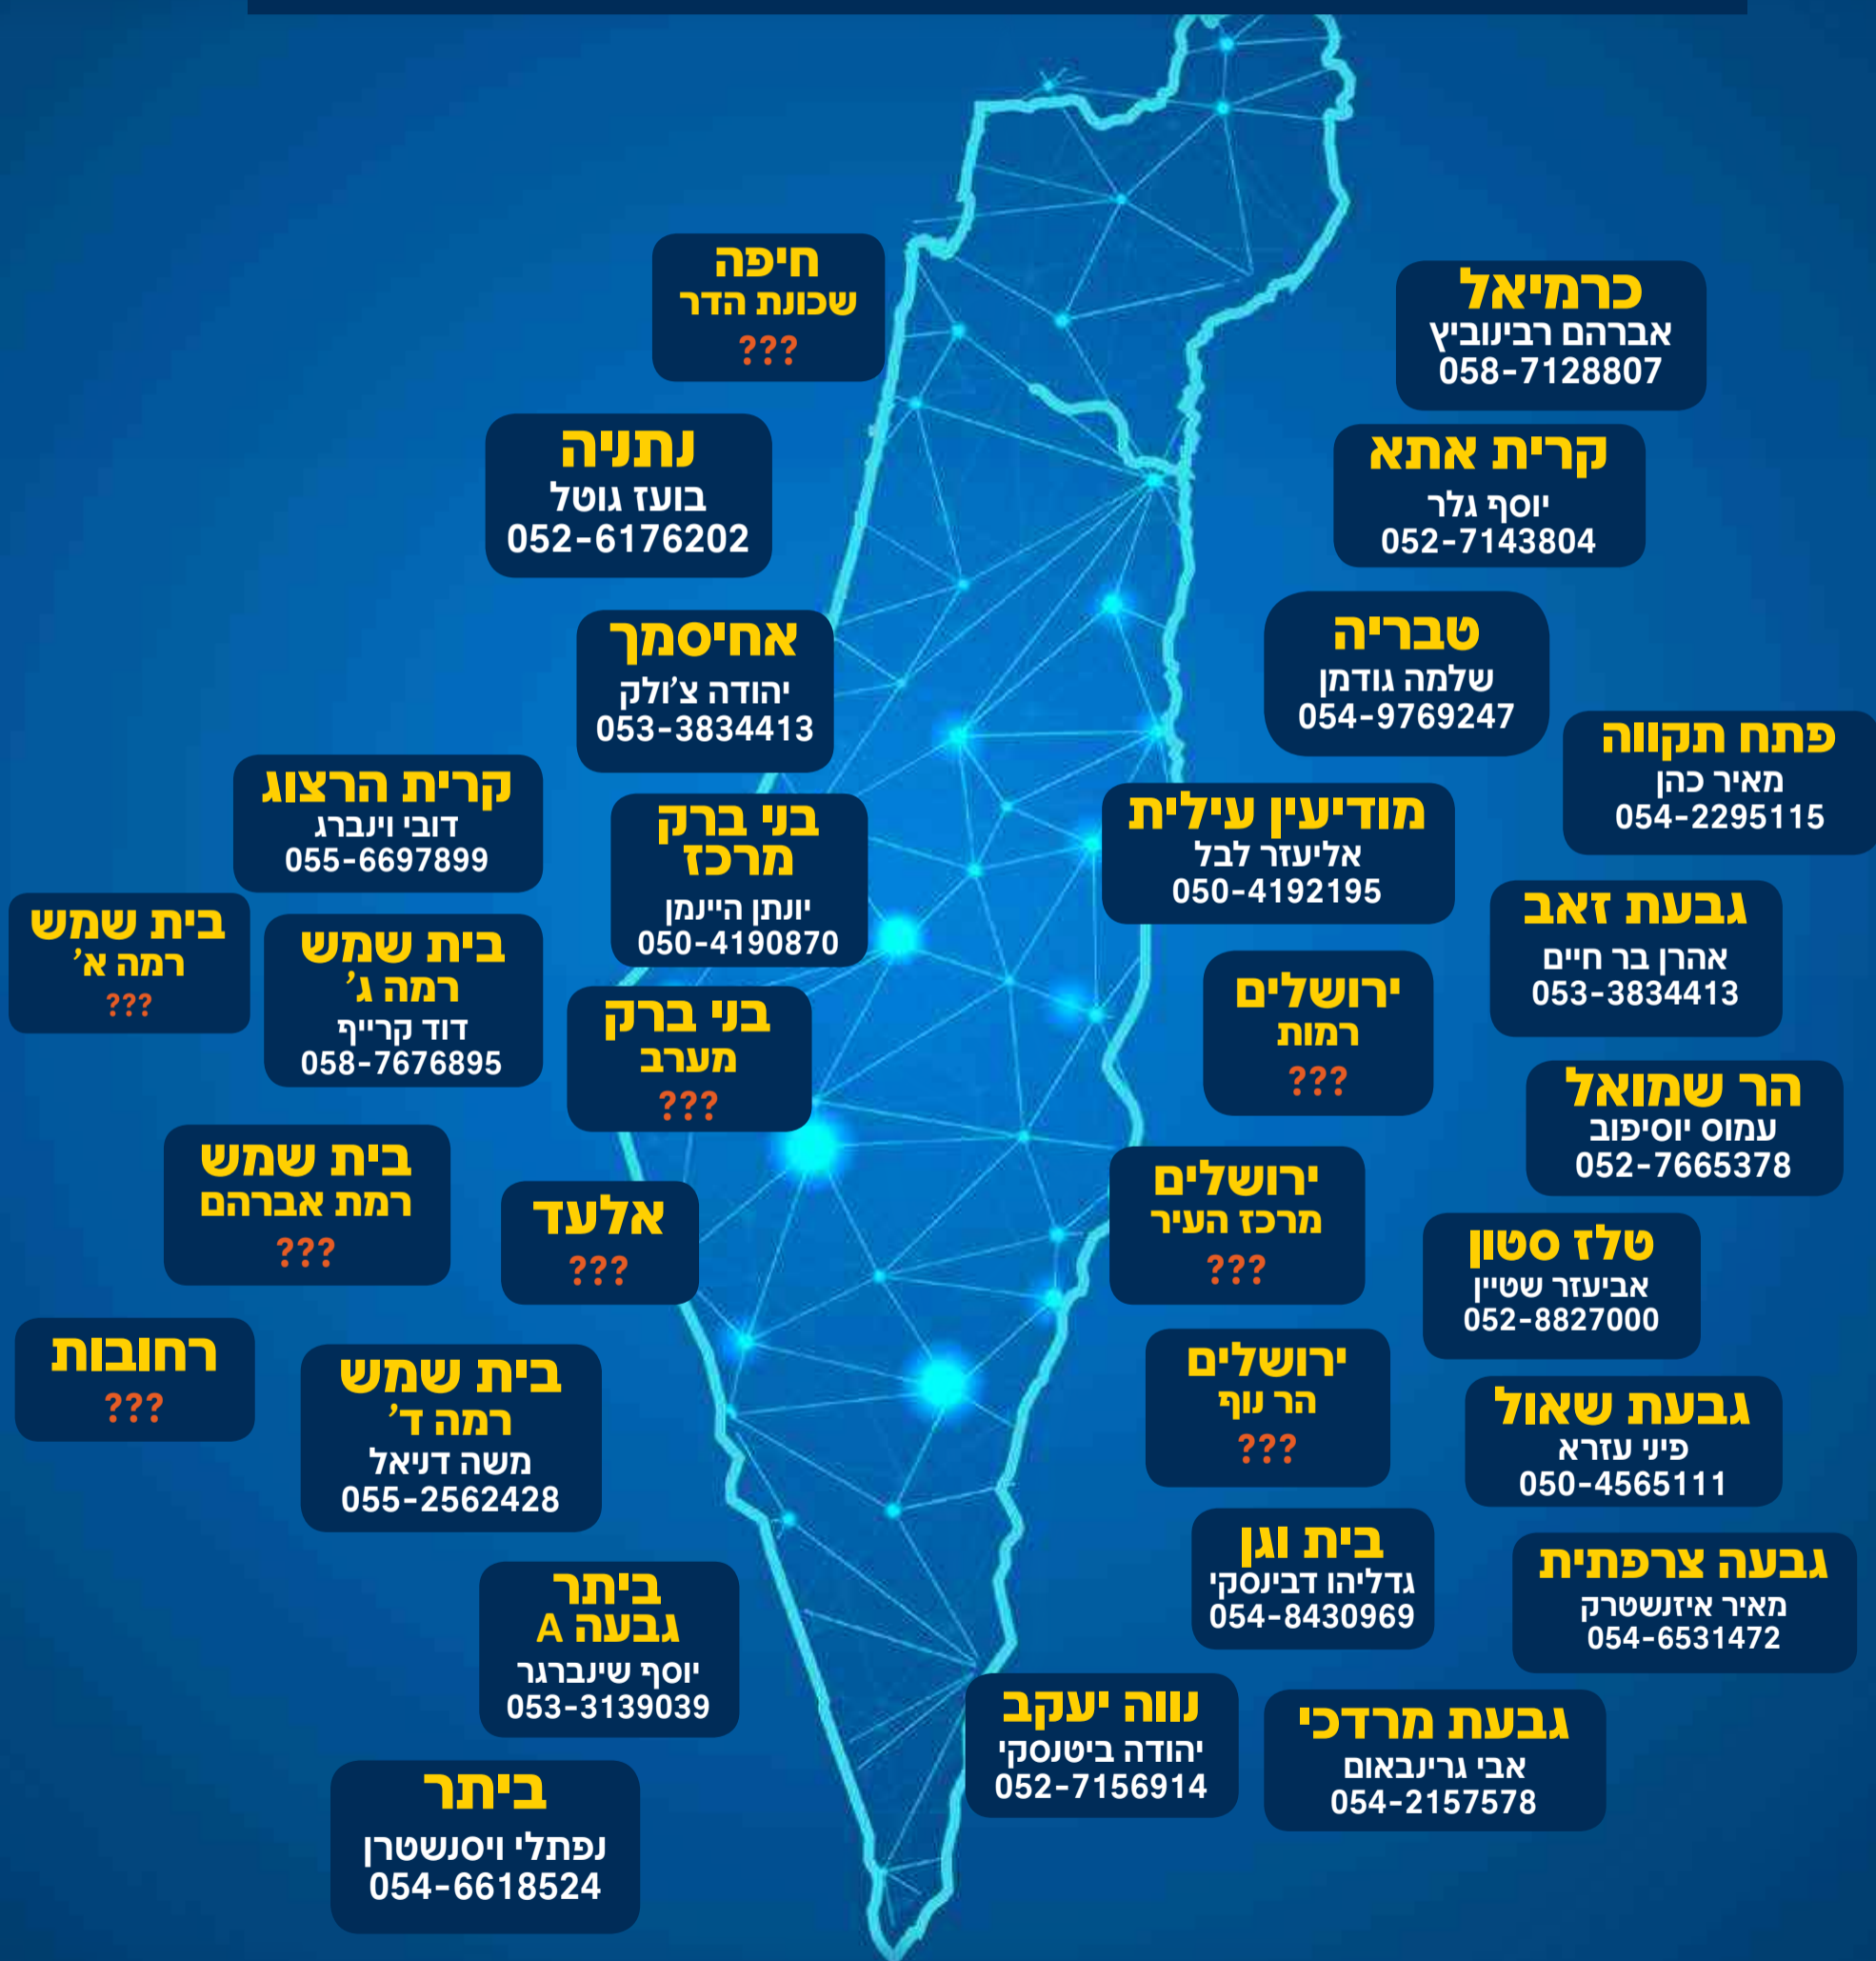 חיפה
שכונת הדר
???
כרמיאל
אברהם רבינוביץ
058-7128807
נתניה
בועז גוטל
052-6176202
קרית אתא
יוסף גלר
052-7143804
אחיסמך
יהודה צ'ולק
053-3834413
טבריה
שלמה גודמן
054-9769247
פתח תקווה
מאיר כהן
054-2295115
קרית הרצוג
דובי וינברג
055-6697899
בני ברק
מרכז
יונתן היינמן
050-4190870
מודיעין עילית
אליעזר לבל
050-4192195
גבעת זאב
אהרן בר חיים
053-3834413
בית שמש
רמה א'
???
בית שמש
רמה ג'
דוד קרייף
058-7676895
בני ברק
מערב
???
ירושלים
רמות
???
הר שמואל
עמוס יוסיפוב
052-7665378
בית שמש
רמת אברהם
???
אלעד
???
ירושלים
מרכז העיר
???
טלז סטון
אביעזר שטיין
052-8827000
רחובות
???
בית שמש
רמה ד'
משה דניאל
055-2562428
ירושלים
הר נוף
???
גבעת שאול
פיני עזרא
050-4565111
בית וגן
גדליהו דבינסקי
054-8430969
גבעה צרפתית
מאיר איזנשטרק
054-6531472
ביתר
גבעה A
יוסף שינברגר
053-3139039
נווה יעקב
יהודה ביטנסקי
052-7156914
גבעת מרדכי
אבי גרינבאום
054-2157578
ביתר
נפתלי ויסנשטרן
054-6618524